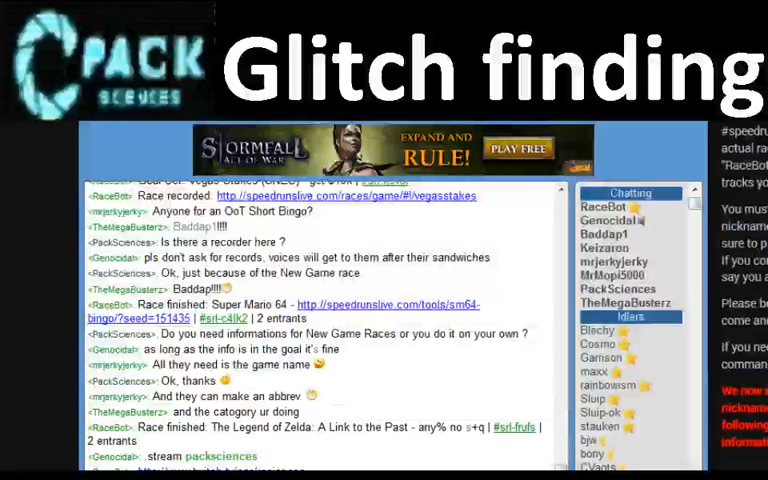 PACK
SCIENCES
Glitch finding
STORMFALL
AGE OF WAR
EXPAND AND
RULE!
PLAY FREE
<RaceBot> Race recorded. http://speedrunslive.com/races/game/#!/vegasstakes
<mrjerkyjerky> Anyone for an OoT Short Bingo?
<TheMegaBusterz> Baddap1!!!!
<PackSciences> Is there a recorder here ?
<Genocidal> pls don't ask for records, voices will get to them after their sandwiches
<PackSciences> Ok, just because of the New Game race
<TheMegaBusterz> Baddap!!!!
<RaceBot> Race finished: Super Mario 64 - http://speedrunslive.com/tools/sm64-
bingo/?seed=151435 | #srl-c4lk2 | 2 entrants
<PackSciences> Do you need informations for New Game Races or you do it on your own ?
<Genocidal> as long as the info is in the goal it's fine
<mrjerkyjerky> All they need is the game name
<PackSciences> Ok, thanks
<mrjerkyjerky> And they can make an abbrev
<TheMegaBusterz> and the catogory ur doing
<RaceBot> Race finished: The Legend of Zelda: A Link to the Past - any% no s+q | #srl-frufs |
2 entrants
<Genocidal> .stream packsciences
Chatting
RaceBot
Genocidal
Baddap1
Keizaron
mrjerkyjerky
MrMopi5000
PackSciences
TheMegaBusterz
Idlers
Blechy
Cosmo
Garrison
maxx
rainbowism
Sluip
Sluip-ok
stauken
bjw
bony
CVagts
#speedru
actual rac
"RaceBot
tracks yo
You must
nickname
sure to p
If you cor
say you a
Please be
come and
If you nee
comman
We now
nickname
following
informati